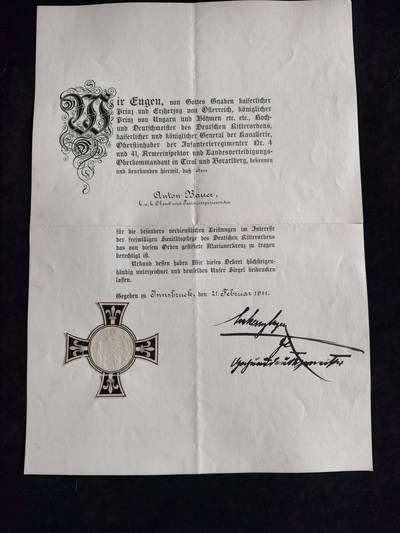 Wir Eugen, von Gottes Gnaden kaiserlicher
Prinz und Erzherzog von Österreich, königlicher
Prinz von Ungarn und Böhmen etc. etc., Hoch-
und Deutschmeister des Deutschen Ritterordens,
kaiserlicher und königlicher General der Kavallerie,
Oberstinhaber der Infanterieregimenter Nr. 4
und 41, Armeeinspektor und Landesverteidigungs-
Oberkommandant in Tirol und Vorarlberg, bekennen
und beurkunden hiermit, daß
Anton Bauer,
k. u. k. Oberst und
für die besonders verdienstlichen Leistungen im Interesse
der freiwilligen Sanitätspflege des Deutschen Ritterordens
das von diesem Orden gestiftete Marianerkreuz zu tragen
berechtigt ist.
Urkund dessen haben Wir dieses Dekret höchsteigen-
händig unterzeichnet und demselben Unser Siegel beidrucken
lassen.
Gegeben zu Innsbruck, den 21. Februar 1911.